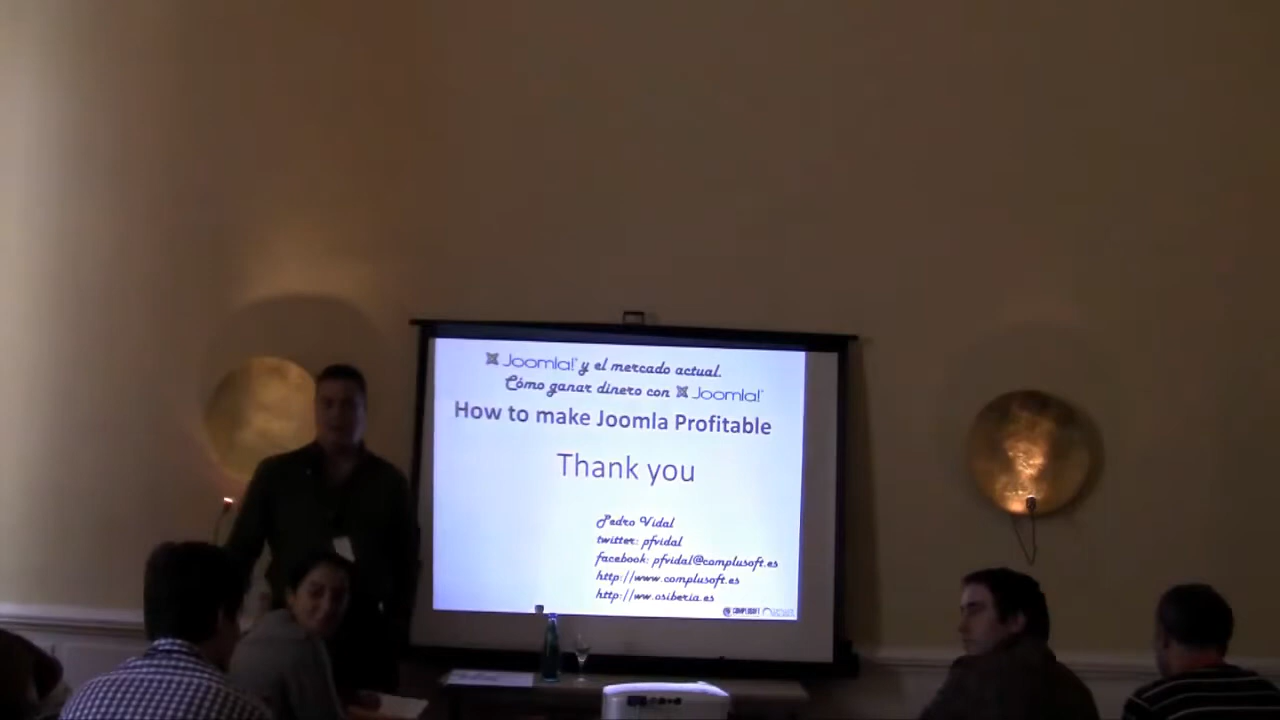 Joomla!® y el mercado actual.
Cómo ganar dinero con Joomla!®
How to make Joomla Profitable
Thank you
Pedro Vidal
twitter: pfvidal
facebook: pfvidal@complusoft.es
http://www.complusoft.es
http://ww.osiberia.es
COMPLUSOFT